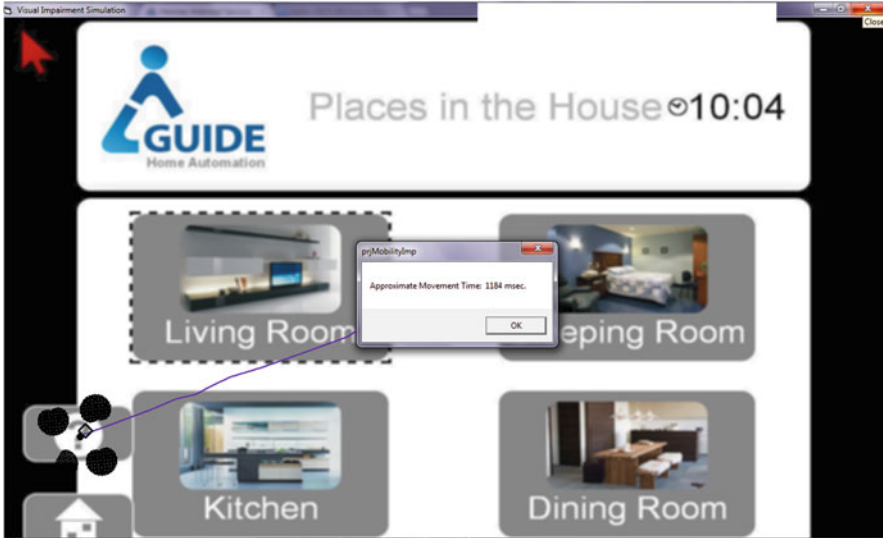 Visual Impairment Simulation
Close
GUIDE
Home Automation
Places in the House
10:04
prjMobilityImp
Approximate Movement Time: 1184 msec.
OK
Living Room
eeping Room
Kitchen
Dining Room
?